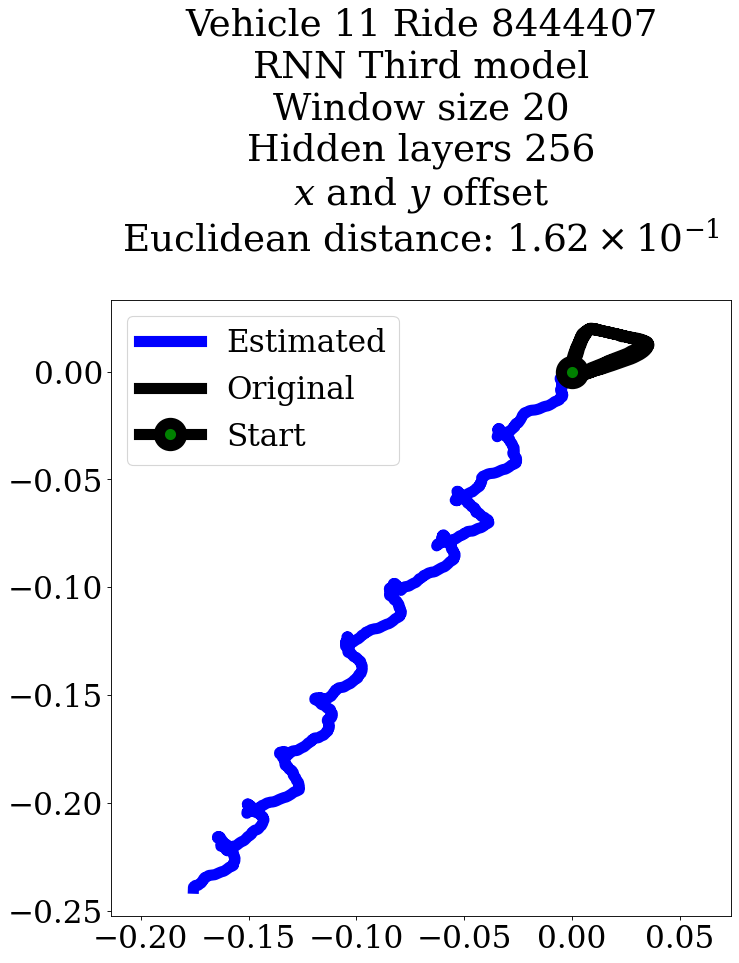 Vehicle 11 Ride 8444407
RNN Third model
Window size 20
Hidden layers 256
x and y offset
Euclidean distance: 1.62 × 10⁻¹
Estimated
Original
Start
0.00
−0.05
−0.10
−0.15
−0.20
−0.25
−0.20 −0.15 −0.10 −0.05 0.00 0.05